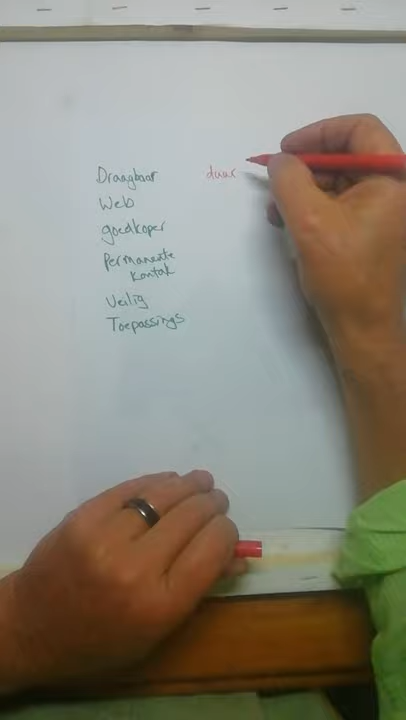 Draagbaar
duur
Web
goedkoper
Permanente
kontak
Veilig
Toepassings